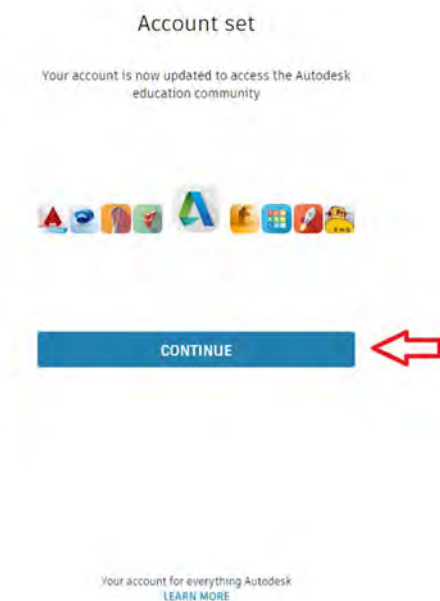 Account set
Your account is now updated to access the Autodesk
education community
CONTINUE
Your account for everything Autodesk
LEARN MORE